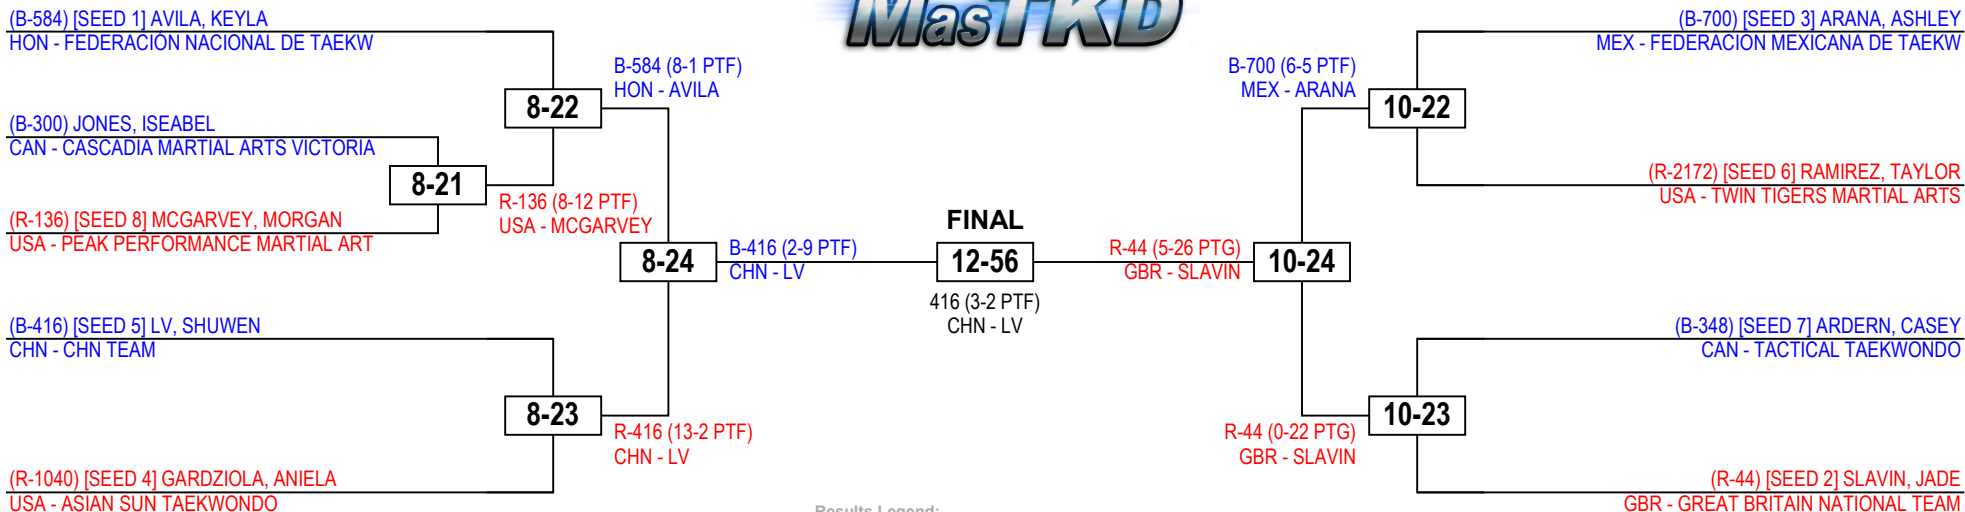 MasTKD
(B-584) [SEED 1] AVILA, KEYLA
HON - FEDERACIÓN NACIONAL DE TAEKW
(B-300) JONES, ISEABEL
CAN - CASCADIA MARTIAL ARTS VICTORIA
(R-136) [SEED 8] MCGARVEY, MORGAN
USA - PEAK PERFORMANCE MARTIAL ART
(B-416) [SEED 5] LV, SHUWEN
CHN - CHN TEAM
(R-1040) [SEED 4] GARDZIOLA, ANIELA
USA - ASIAN SUN TAEKWONDO
8-21
R-136 (8-12 PTF)
USA - MCGARVEY
8-22
B-584 (8-1 PTF)
HON - AVILA
8-23
R-416 (13-2 PTF)
CHN - LV
8-24
B-416 (2-9 PTF)
CHN - LV
FINAL
12-56
416 (3-2 PTF)
CHN - LV
R-44 (5-26 PTG)
GBR - SLAVIN
10-24
B-700 (6-5 PTF)
MEX - ARANA
10-22
R-44 (0-22 PTG)
GBR - SLAVIN
10-23
(B-700) [SEED 3] ARANA, ASHLEY
MEX - FEDERACION MEXICANA DE TAEKW
(R-2172) [SEED 6] RAMIREZ, TAYLOR
USA - TWIN TIGERS MARTIAL ARTS
(B-348) [SEED 7] ARDERN, CASEY
CAN - TACTICAL TAEKWONDO
(R-44) [SEED 2] SLAVIN, JADE
GBR - GREAT BRITAIN NATIONAL TEAM
Results Legend: